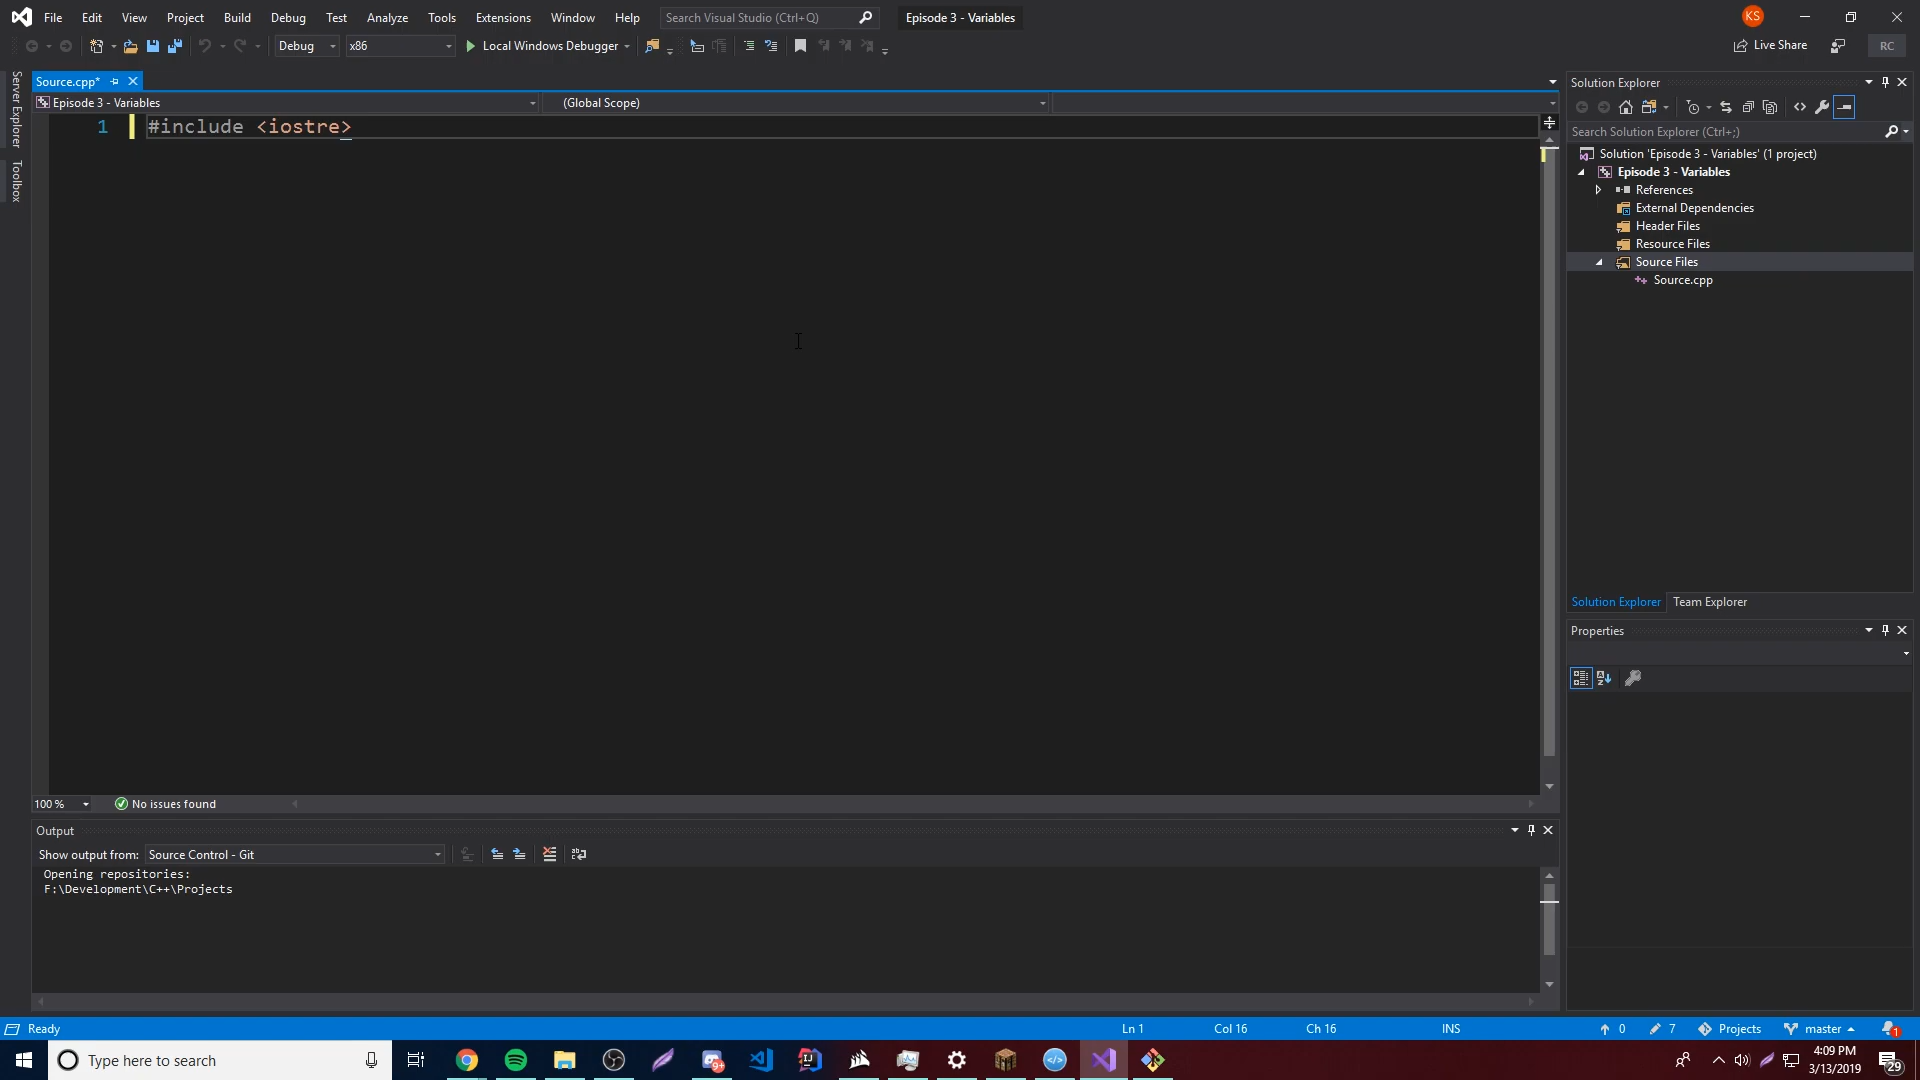 File Edit View Project Build Debug Test Analyze Tools Extensions Window Help Search Visual Studio (Ctrl+Q) Episode 3 - Variables KS
Debug x86 Local Windows Debugger Live Share RC
Server Explorer
Toolbox
Source.cpp*
Episode 3 - Variables (Global Scope)
1 #include <iostre>
100 % No issues found
Output
Show output from: Source Control - Git
Opening repositories:
F:\Development\C++\Projects
Solution Explorer
Search Solution Explorer (Ctrl+;)
Solution 'Episode 3 - Variables' (1 project)
Episode 3 - Variables
References
External Dependencies
Header Files
Resource Files
Source Files
Source.cpp
Solution Explorer Team Explorer
Properties
Ready Ln 1 Col 16 Ch 16 INS 0 7 Projects master 1
Type here to search 9+ 4:09 PM
3/13/2019 29